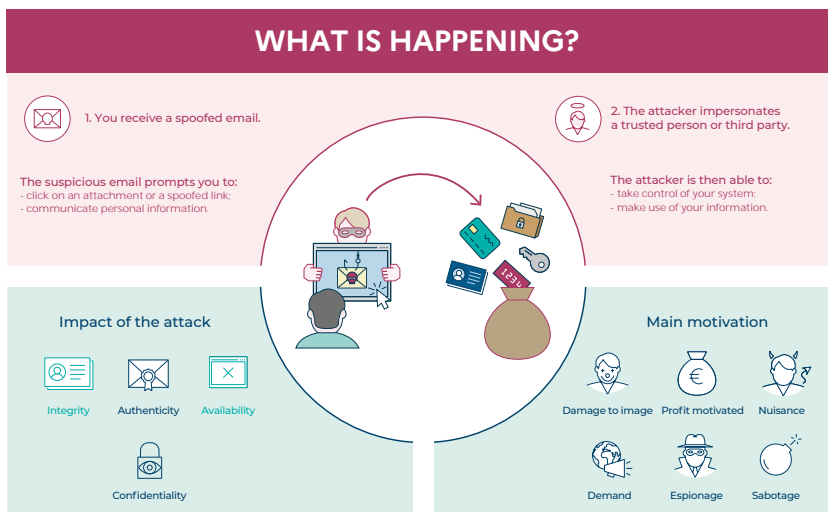 WHAT IS HAPPENING?
1. You receive a spoofed email.
2. The attacker impersonates
a trusted person or third party.
The suspicious email prompts you to:
- click on an attachment or a spoofed link;
- communicate personal information.
The attacker is then able to:
- take control of your system;
- make use of your information.
123
Impact of the attack
Integrity
Authenticity
Availability
Confidentiality
Main motivation
€
Damage to image
Profit motivated
Nuisance
Demand
Espionage
Sabotage